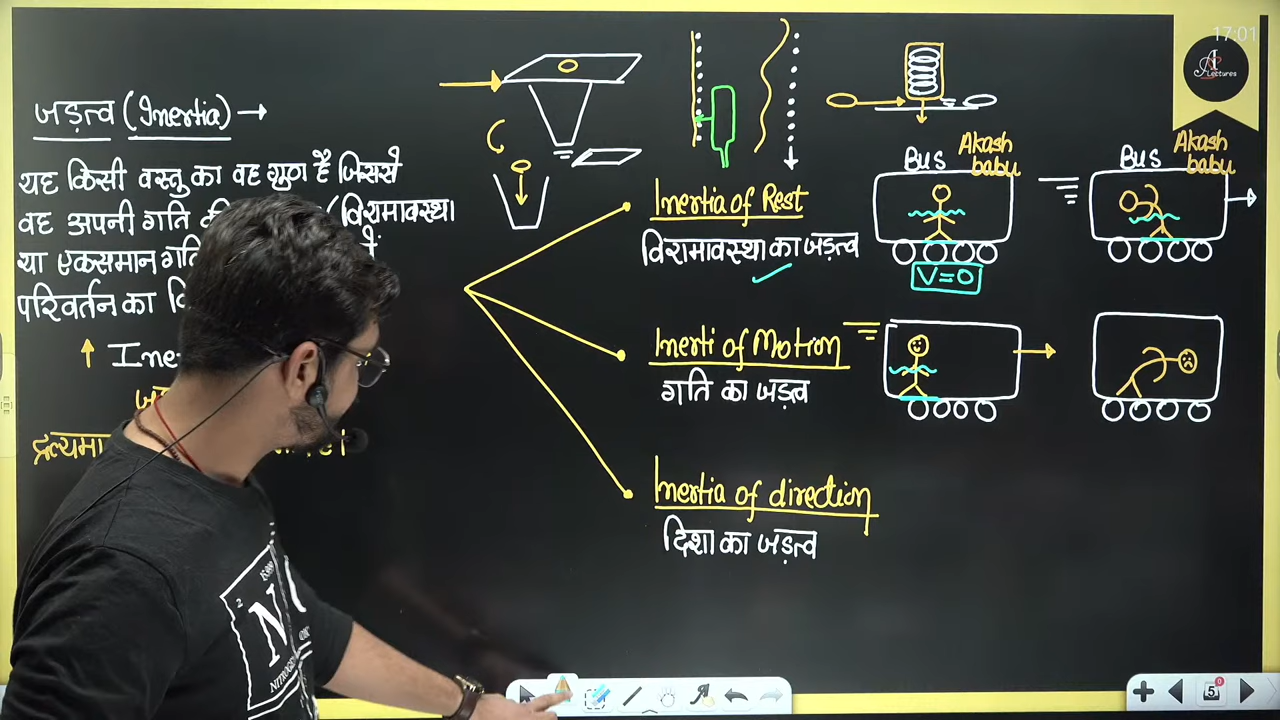 17:01
Lectures
जड़त्व (Inertia) →
यह किसी वस्तु का वह गुण है जिससे
वह अपनी गति की (विरामावस्था
या एकसमान गति में
परिवर्तन का
↑ Ine
Inertia of Rest
विरामावस्था का जड़त्व
Bus Akash babu
V=0
Bus Akash babu
Inerti of Motion
गति का जड़त्व
Inertia of direction
दिशा का जड़त्व
N
NITROGEN
5